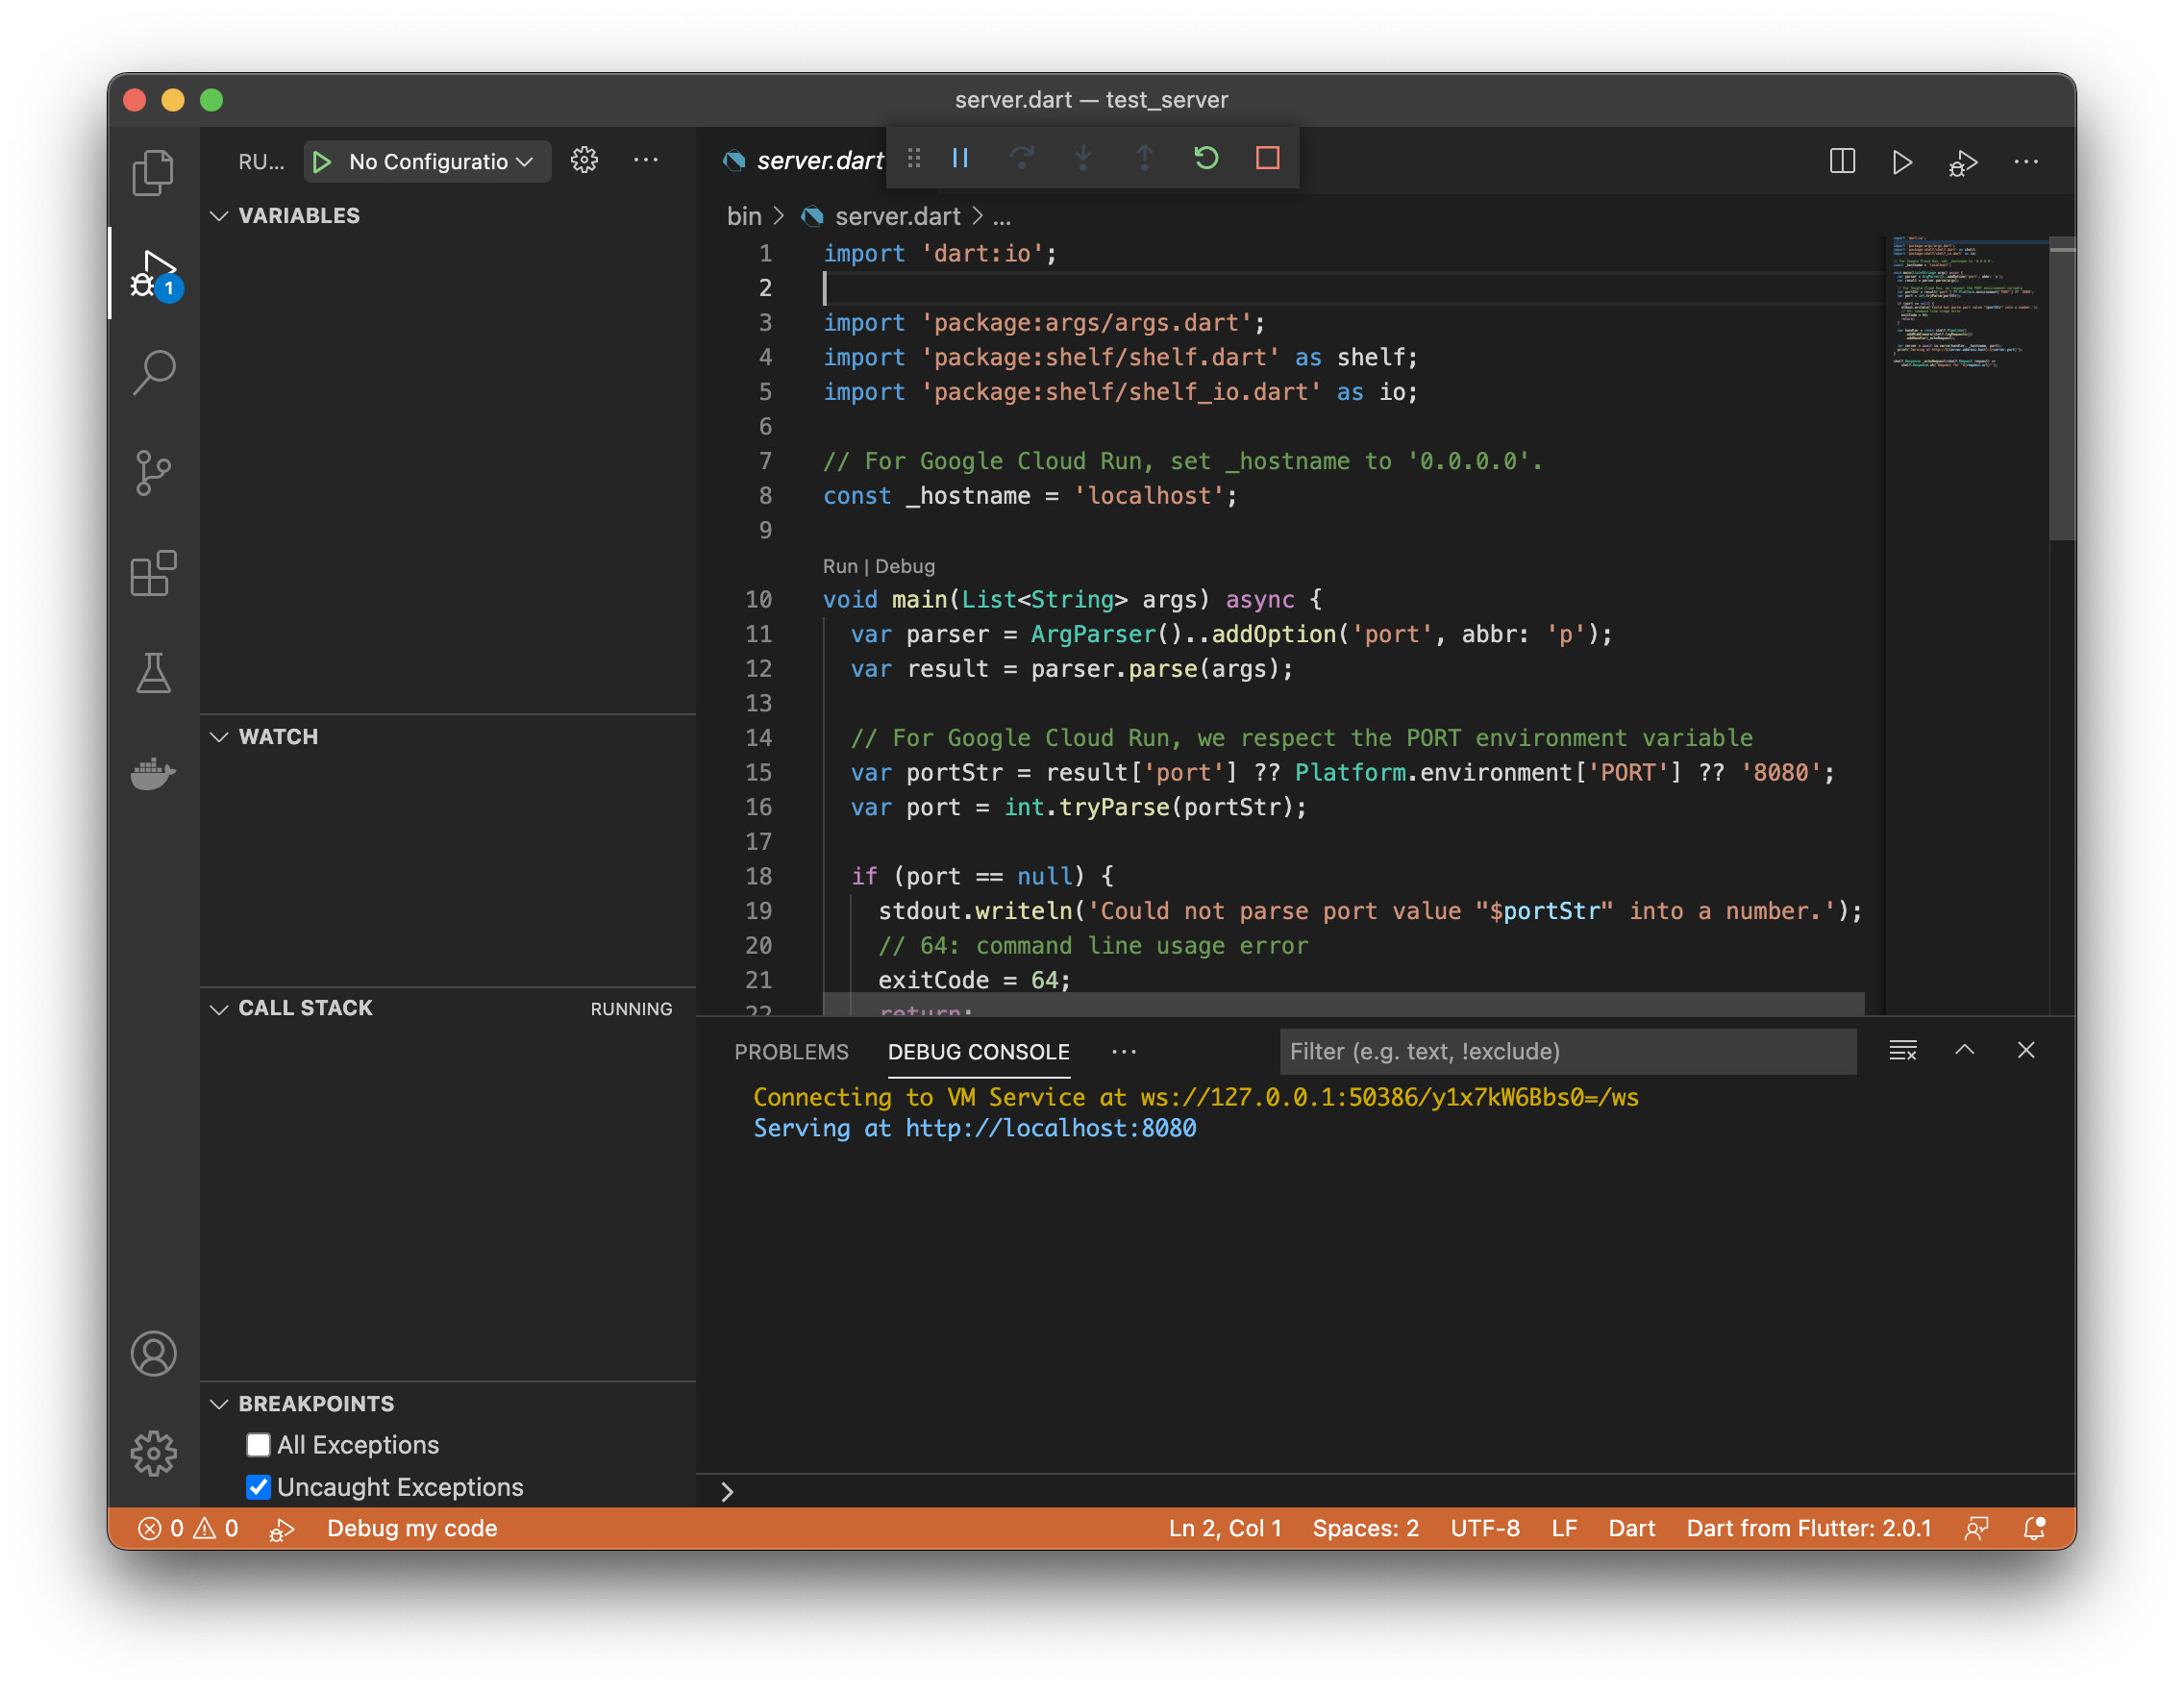 server.dart — test_server
RU... No Configuratio
server.dart
VARIABLES
bin > server.dart > ...
1 import 'dart:io';
2
3 import 'package:args/args.dart';
4 import 'package:shelf/shelf.dart' as shelf;
5 import 'package:shelf/shelf_io.dart' as io;
6
7 // For Google Cloud Run, set _hostname to '0.0.0.0'.
8 const _hostname = 'localhost';
9
Run | Debug
10 void main(List<String> args) async {
11 var parser = ArgParser()..addOption('port', abbr: 'p');
12 var result = parser.parse(args);
13
14 // For Google Cloud Run, we respect the PORT environment variable
15 var portStr = result['port'] ?? Platform.environment['PORT'] ?? '8080';
16 var port = int.tryParse(portStr);
17
18 if (port == null) {
19 stdout.writeln('Could not parse port value "$portStr" into a number.');
20 // 64: command line usage error
21 exitCode = 64;
22 return;
1
WATCH
CALL STACK RUNNING
BREAKPOINTS
All Exceptions
Uncaught Exceptions
PROBLEMS DEBUG CONSOLE ... Filter (e.g. text, !exclude)
Connecting to VM Service at ws://127.0.0.1:50386/y1x7kW6Bbs0=/ws
Serving at http://localhost:8080
0 0 Debug my code Ln 2, Col 1 Spaces: 2 UTF-8 LF Dart Dart from Flutter: 2.0.1